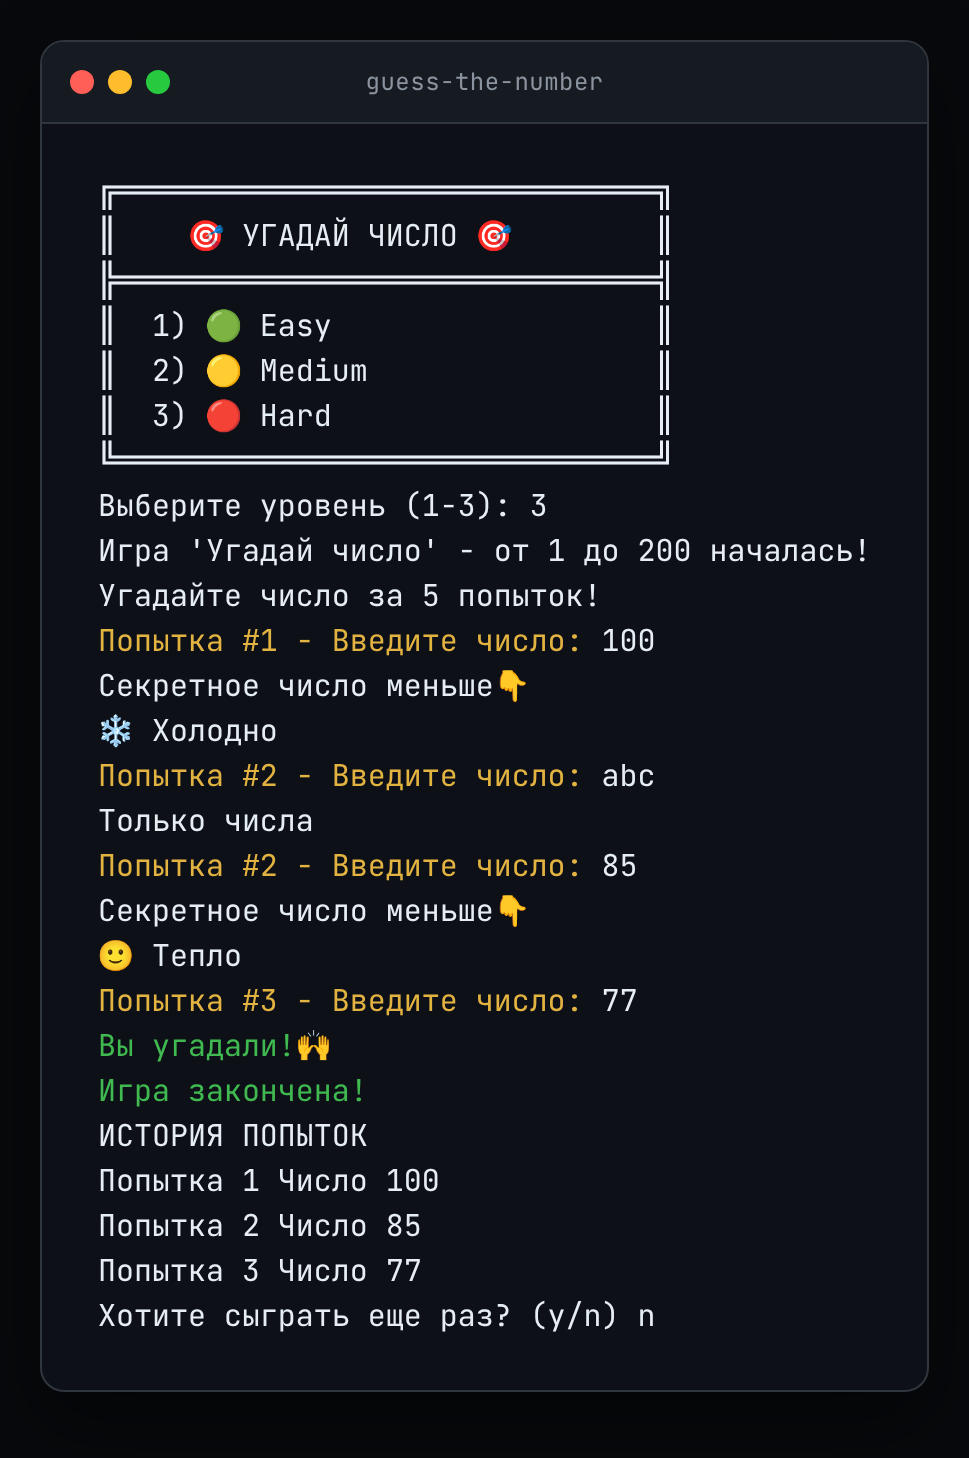 guess-the-number
🎯 УГАДАЙ ЧИСЛО 🎯
1) 🟢 Easy
2) 🟡 Medium
3) 🔴 Hard
Выберите уровень (1-3): 3
Игра 'Угадай число' - от 1 до 200 началась!
Угадайте число за 5 попыток!
Попытка #1 - Введите число: 100
Секретное число меньше👇
❄️ Холодно
Попытка #2 - Введите число: abc
Только числа
Попытка #2 - Введите число: 85
Секретное число меньше👇
🙂 Тепло
Попытка #3 - Введите число: 77
Вы угадали!🙌
Игра закончена!
ИСТОРИЯ ПОПЫТОК
Попытка 1 Число 100
Попытка 2 Число 85
Попытка 3 Число 77
Хотите сыграть еще раз? (y/n) n